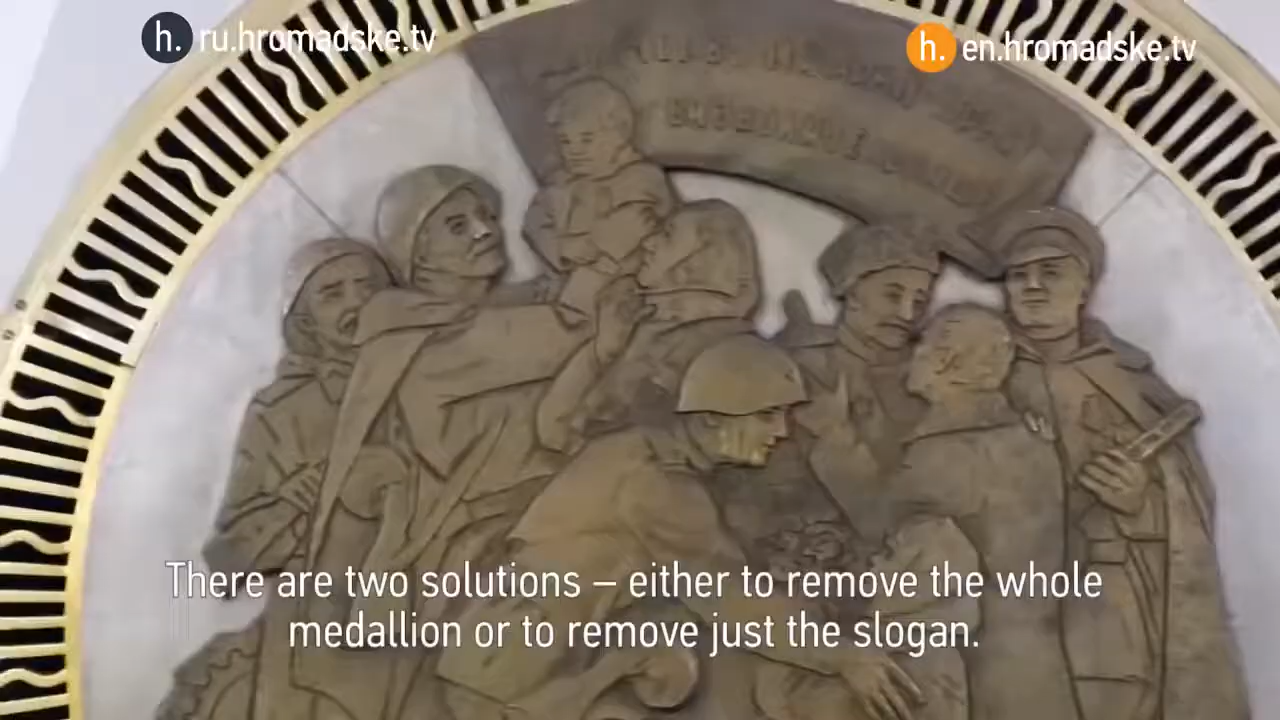 h. ru.hromadske.tv
h. en.hromadske.tv
There are two solutions – either to remove the whole
medallion or to remove just the slogan.